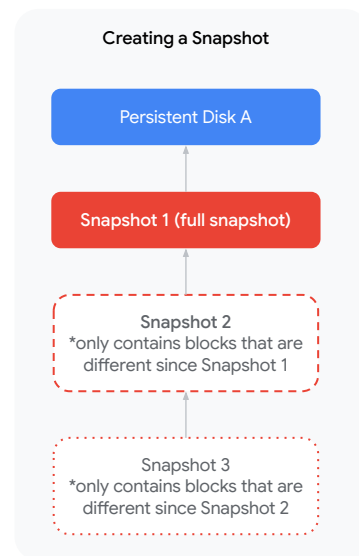 Creating a Snapshot
Persistent Disk A
Snapshot 1 (full snapshot)
Snapshot 2
*only contains blocks that are
different since Snapshot 1
Snapshot 3
*only contains blocks that are
different since Snapshot 2